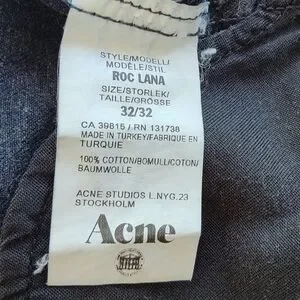 STYLE/MODELL/
MODÈLE/STIL
ROC LANA
SIZE/STORLEK/
TAILLE/GRÖSSE
32/32
CA 39815 / RN 131738
MADE IN TURKEY/FABRIQUE EN
TURQUIE
100% COTTON/BOMULL/COTON/
BAUMWOLLE
ACNE STUDIOS L.NYG.23
STOCKHOLM
Acne